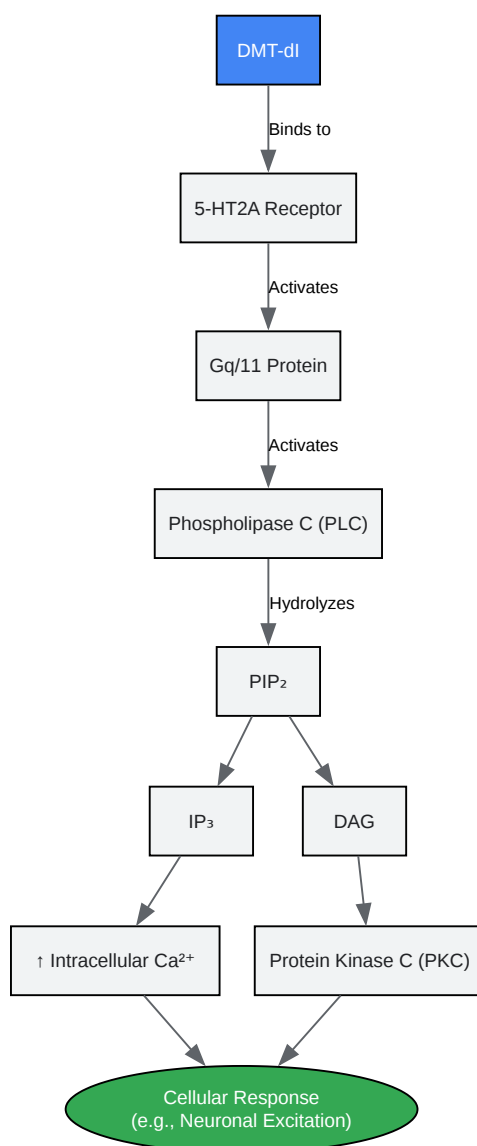 DMT-dI
Binds to
5-HT2A Receptor
Activates
Gq/11 Protein
Activates
Phospholipase C (PLC)
Hydrolyzes
PIP₂
IP₃
DAG
↑ Intracellular Ca²⁺
Protein Kinase C (PKC)
Cellular Response
(e.g., Neuronal Excitation)